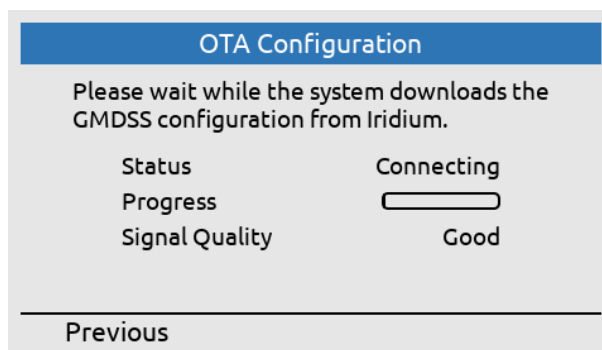 OTA Configuration
Please wait while the system downloads the
GMDSS configuration from Iridium.
Status Connecting
Progress
Signal Quality Good
Previous